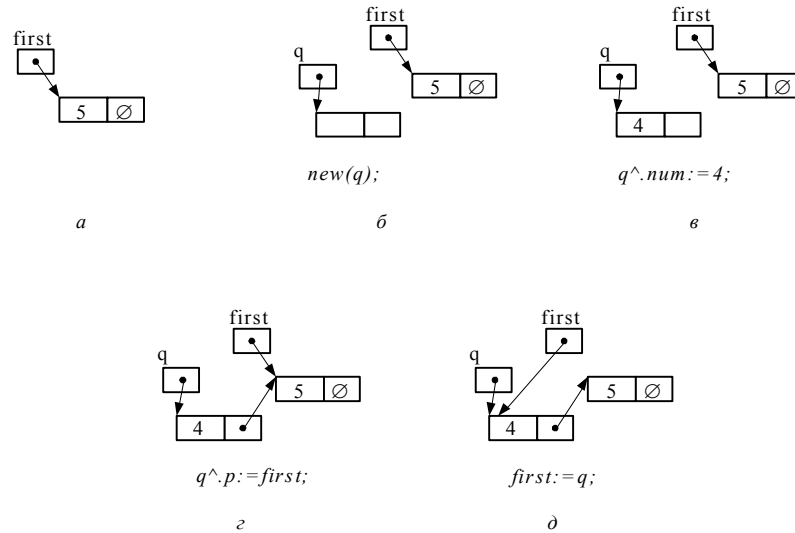 first
5 ∅
а
first
q
5 ∅
new(q);
б
first
q
5 ∅
4
q^.num:=4;
в
first
q
5 ∅
4
q^.p:=first;
г
first
q
5 ∅
4
first:=q;
д